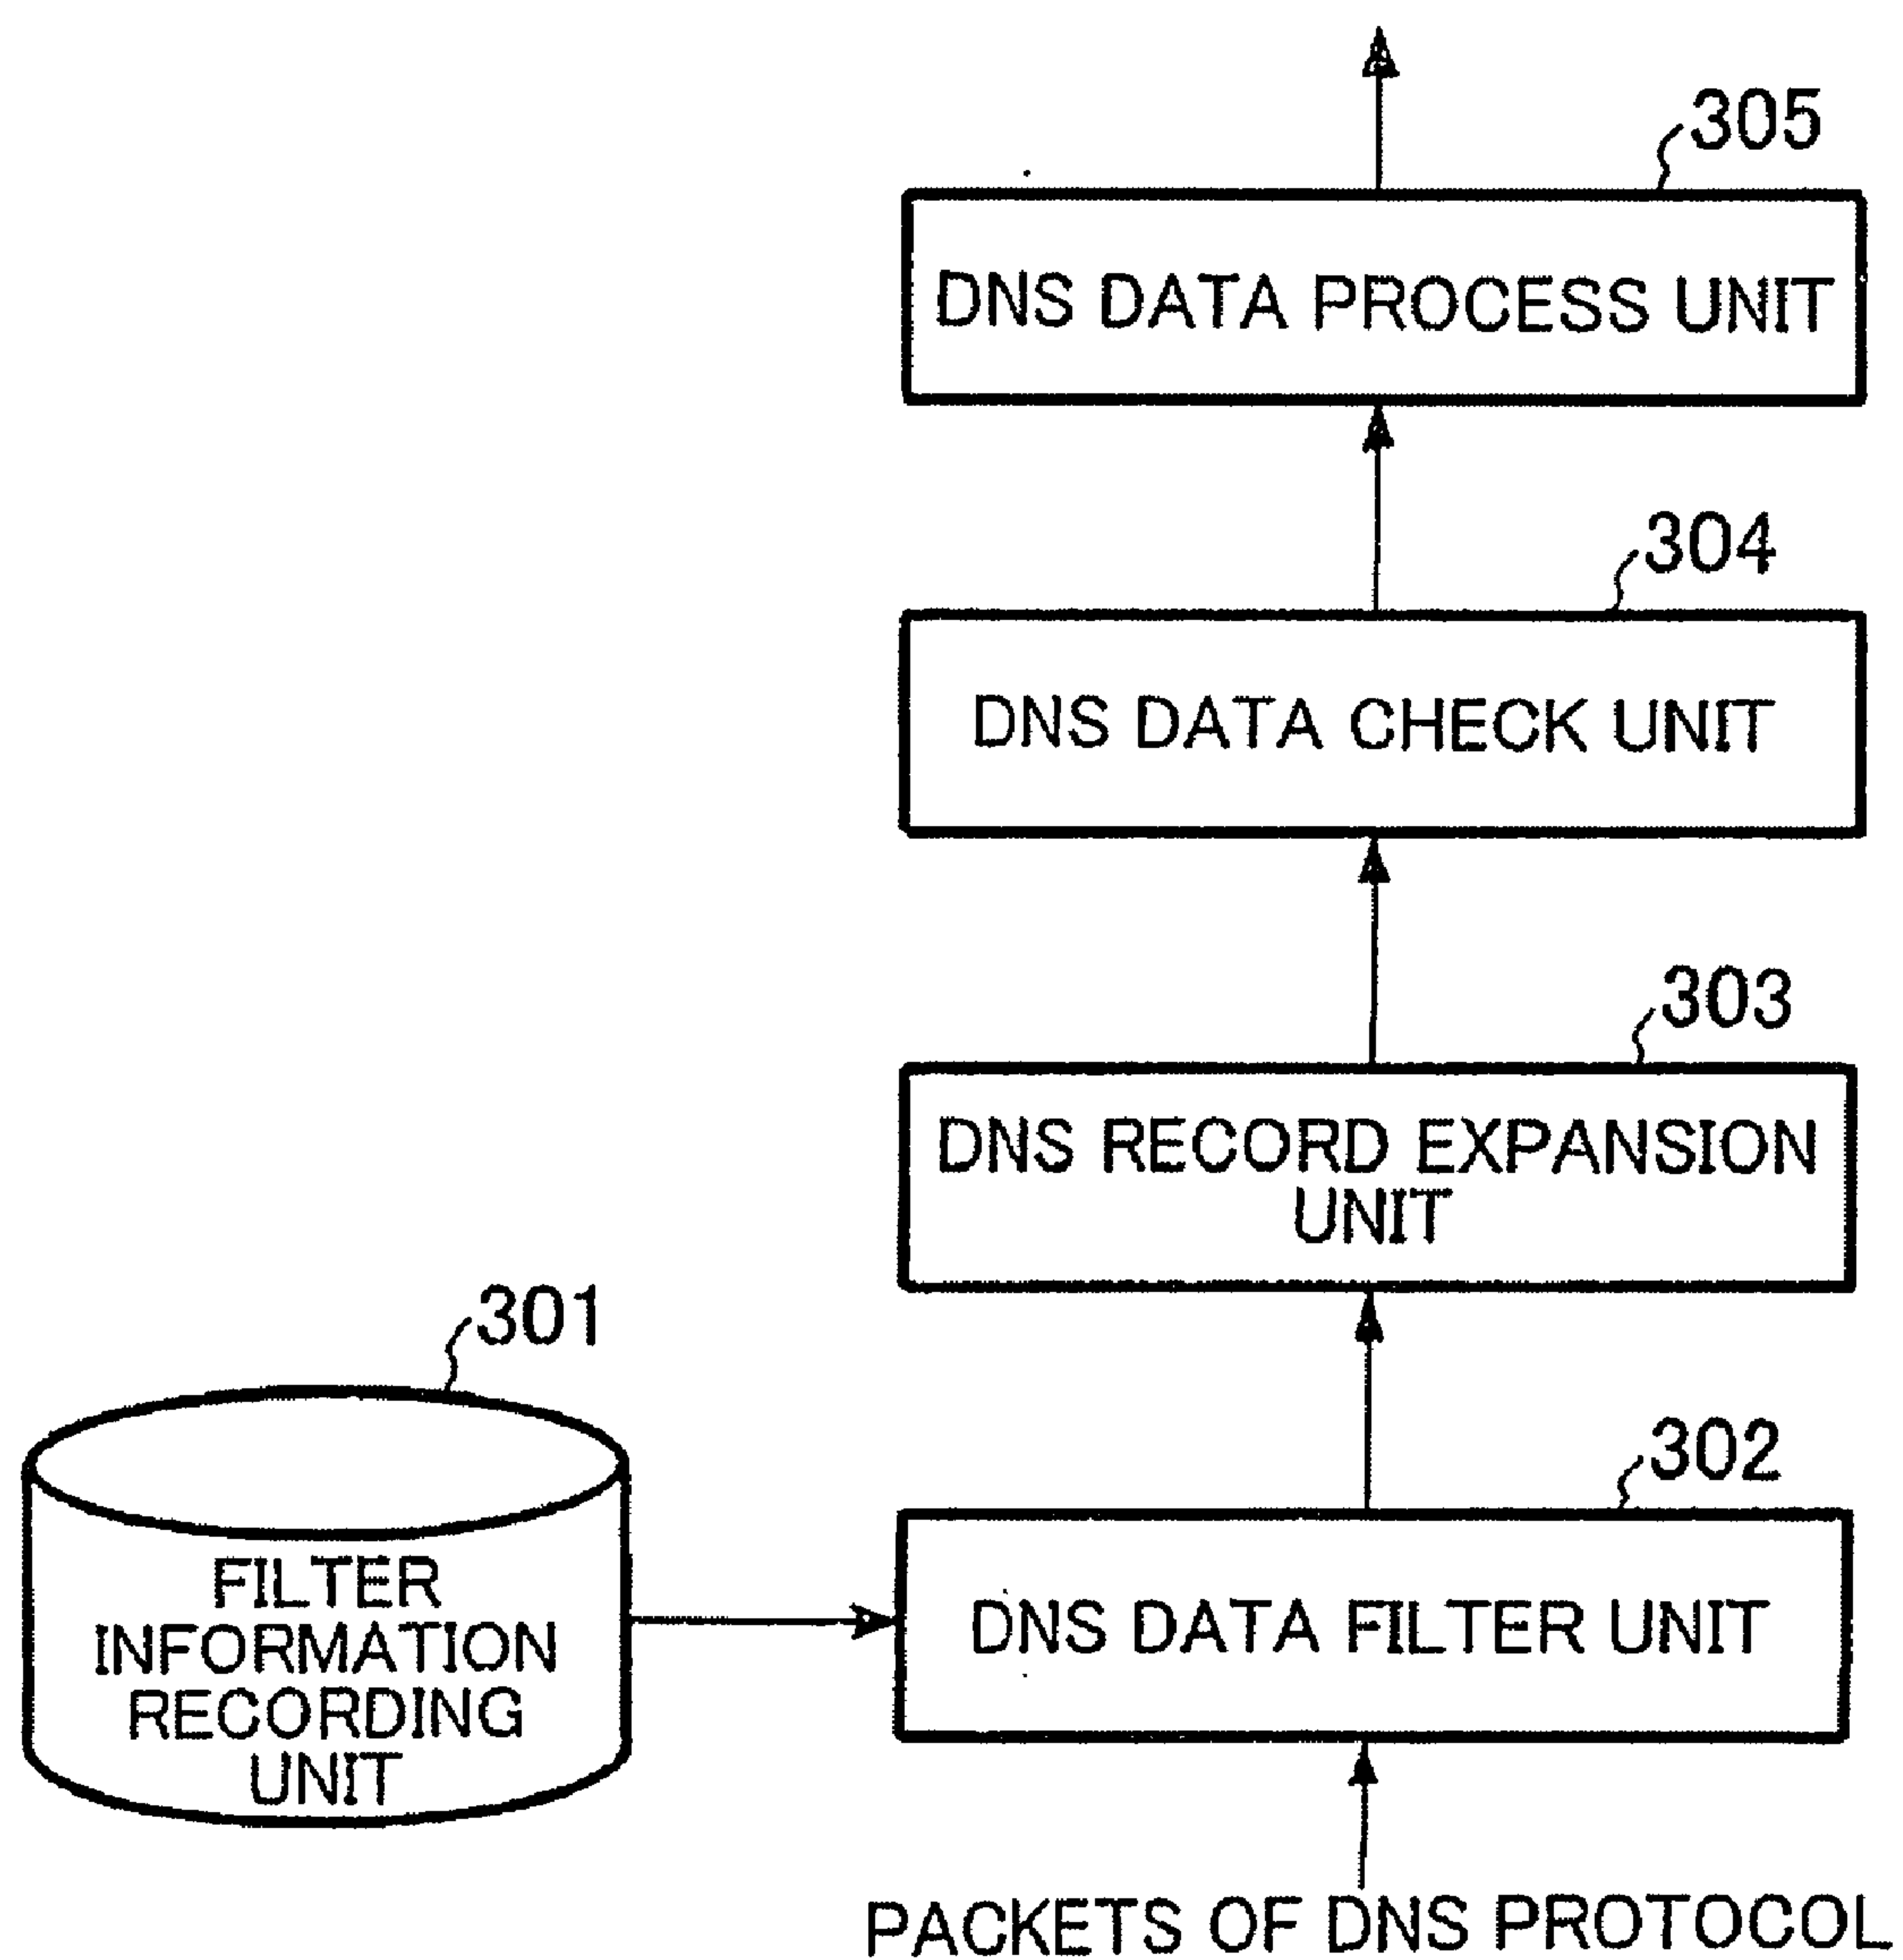 305
DNS DATA PROCESS UNIT
304
DNS DATA CHECK UNIT
303
DNS RECORD EXPANSION
UNIT
301
FILTER
INFORMATION
RECORDING
UNIT
302
DNS DATA FILTER UNIT
PACKETS OF DNS PROTOCOL